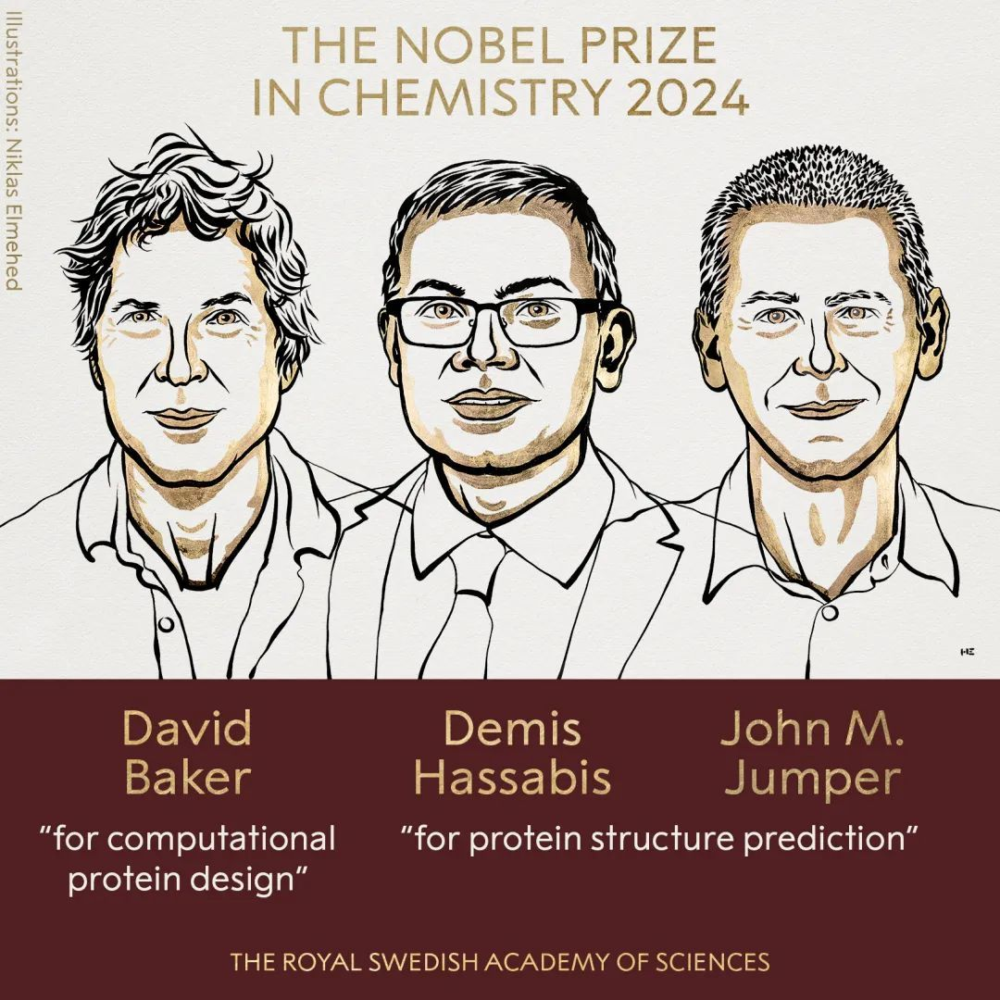 Illustrations: Niklas Elmehed
THE NOBEL PRIZE
IN CHEMISTRY 2024
David
Baker
"for computational
protein design"
Demis
Hassabis
John M.
Jumper
"for protein structure prediction"
THE ROYAL SWEDISH ACADEMY OF SCIENCES